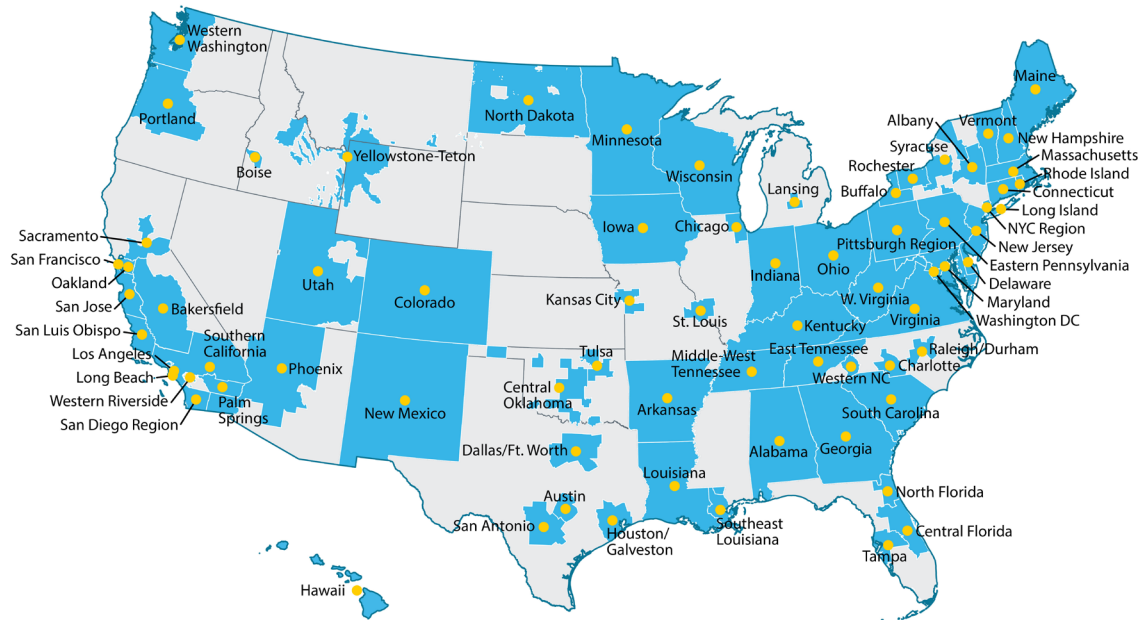 Western
Washington
Portland
Boise
Yellowstone-Teton
North Dakota
Minnesota
Wisconsin
Iowa
Chicago
Lansing
Maine
Albany
Vermont
New Hampshire
Syracuse
Massachusetts
Rochester
Rhode Island
Buffalo
Connecticut
Long Island
NYC Region
New Jersey
Pittsburgh Region
Eastern Pennsylvania
Delaware
Maryland
Washington DC
Indiana
Ohio
W. Virginia
Virginia
Kentucky
Sacramento
San Francisco
Oakland
San Jose
Bakersfield
San Luis Obispo
Southern
California
Los Angeles
Long Beach
Western Riverside
Palm
Springs
San Diego Region
Utah
Colorado
Phoenix
New Mexico
Kansas City
St. Louis
Tulsa
Central
Oklahoma
Middle-West
Tennessee
East Tennessee
Western NC
Raleigh/Durham
Charlotte
Arkansas
South Carolina
Alabama
Georgia
Dallas/Ft. Worth
Louisiana
Austin
San Antonio
Houston/
Galveston
Southeast
Louisiana
North Florida
Central Florida
Tampa
Hawaii